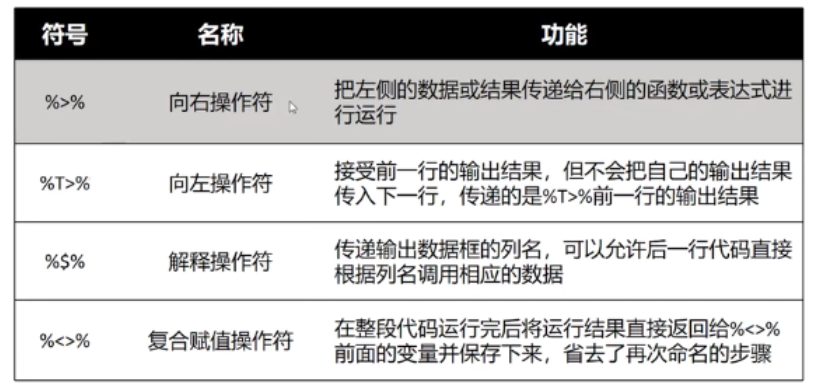 符号 名称 功能
%>% 向右操作符 把左侧的数据或结果传递给右侧的函数或表达式进
行运行
%T>% 向左操作符 接受前一行的输出结果，但不会把自己的输出结果
传入下一行，传递的是%T>%前一行的输出结果
%$% 解释操作符 传递输出数据框的列名，可以允许后一行代码直接
根据列名调用相应的数据
%<>% 复合赋值操作符 在整段代码运行完后将运行结果直接返回给%<>%
前面的变量并保存下来，省去了再次命名的步骤